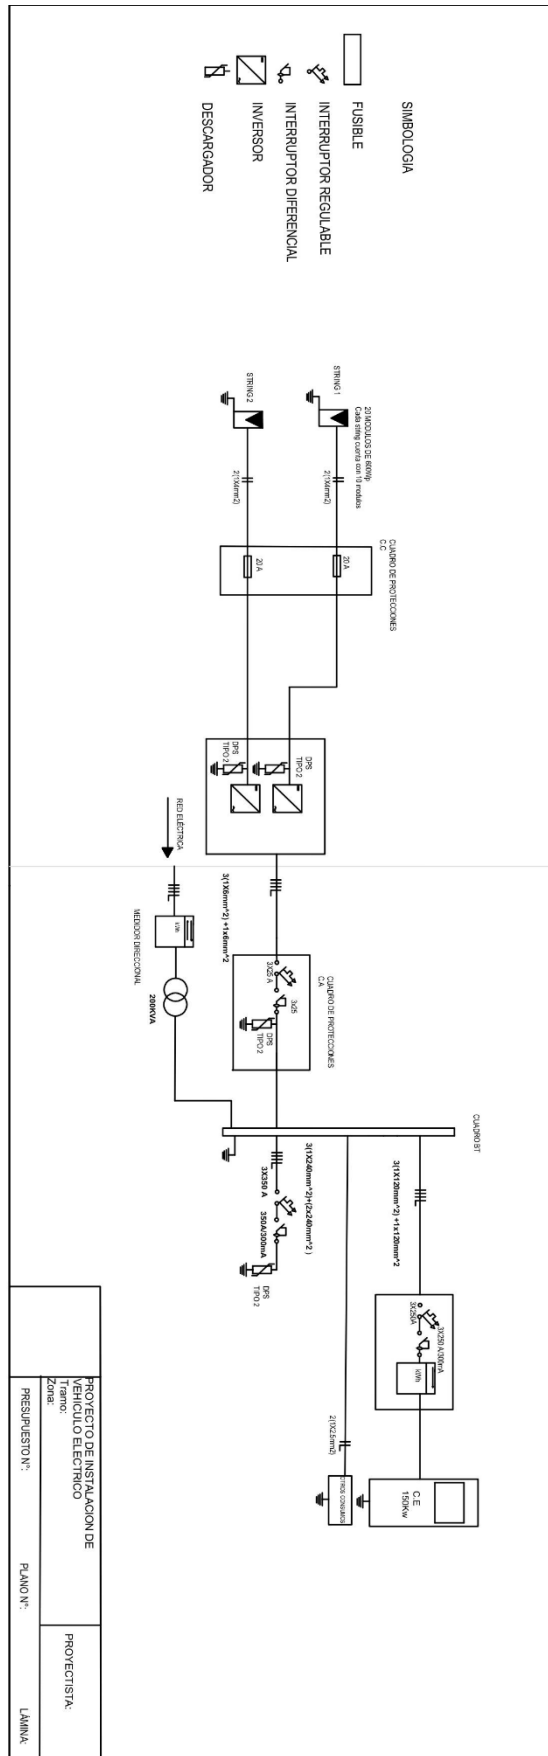 SIMBOLOGIA
FUSIBLE
INTERRUPTOR REGULABLE
INTERRUPTOR DIFERENCIAL
INVERSOR
DESCARGADOR
20 MODULOS DE 600Wp
Cada string cuenta con 10 modulos
STRING 1
STRING 2
2(1X4mm2)
2(1X4mm2)
CUADRO DE PROTECCIONES
C.C
20 A
20 A
DPS
TIPO 2
DPS
TIPO 2
RED ELÉCTRICA
3(1X6mm^2) +1x6mm^2
kWh
MEDIDOR DIRECCIONAL
200KVA
CUADRO DE PROTECCIONES
C.A
3X25 A
3x25
DPS
TIPO 2
CUADRO BT
3(1X240mm^2)+(2x240mm^2 )
3X350 A
350A/300mA
DPS
TIPO 2
3(1X120mm^2) +1x120mm^2
3X250A
3X250 A/300mA
kWh
2(1X2.5mm2)
OTROS CONSUMOS
C.E
150Kw
PROYECTO DE INSTALACION DE
VEHICULO ELECTRICO
Tramo:
Zona:
PROYECTISTA:
PRESUPUESTO N°:
PLANO N°:
LÁMINA: